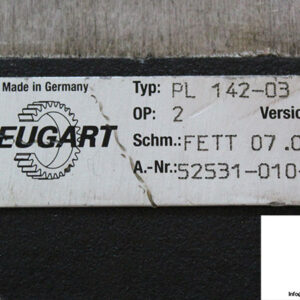 Made in Germany
EUGART
Typ: PL 142-03
OP: 2 Versio
Schm.: FETT 07.0
A.-Nr.: 52531-010-